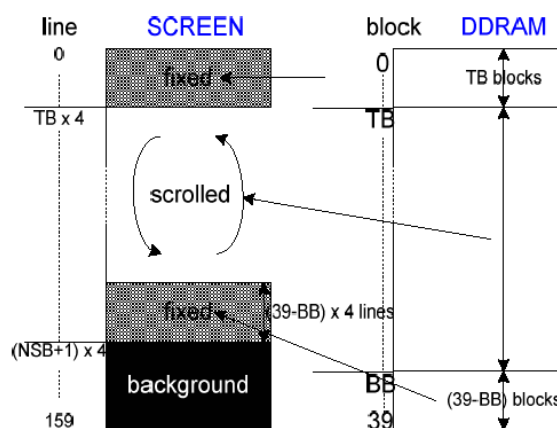 line SCREEN block DDRAM
0 0
fixed TB blocks
TB x 4 TB
scrolled
fixed (39-BB) x 4 lines
(NSB+1) x 4
background BB
(39-BB) blocks
159 39